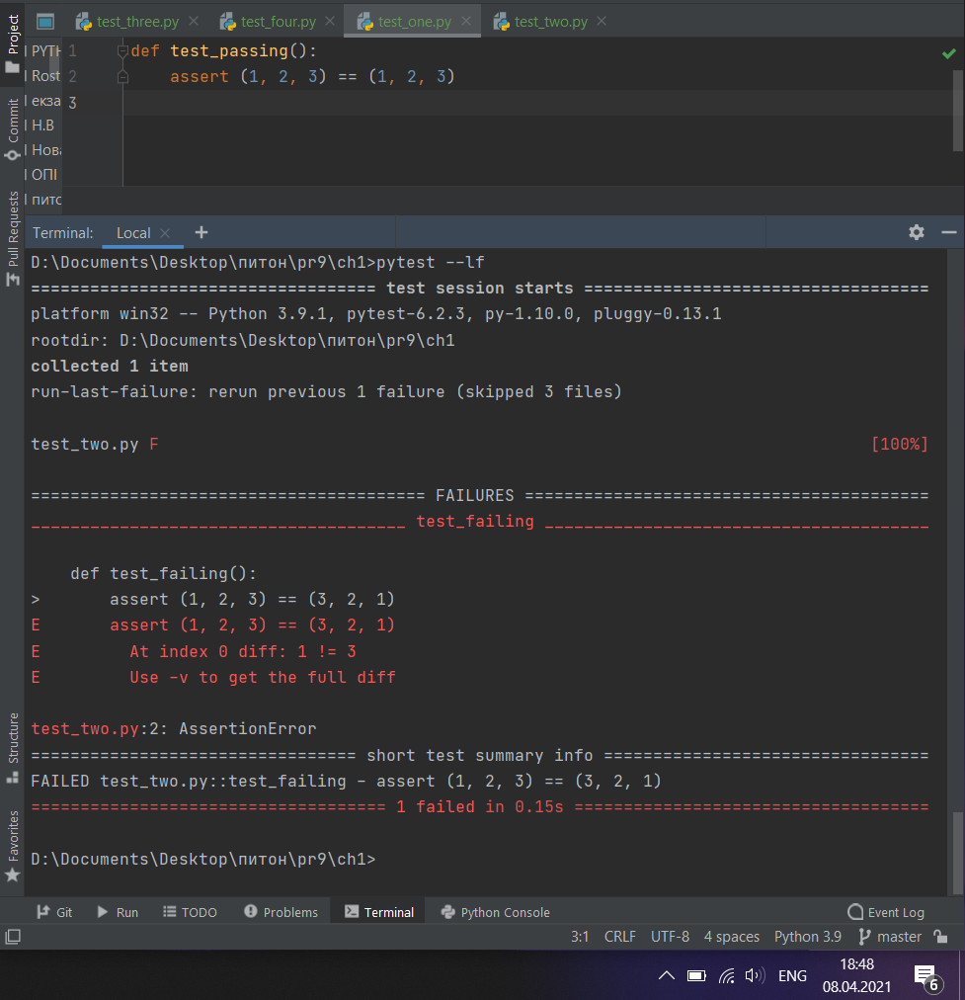 test_three.py
test_four.py
test_one.py
test_two.py
Project
Commit
Pull Requests
Structure
Favorites
PYTH
Rost
екза
Н.В
Нова
ОПІ
питс
1 def test_passing():
2 assert (1, 2, 3) == (1, 2, 3)
3
Terminal: Local +
D:\Documents\Desktop\питон\pr9\ch1>pytest --lf
=================================== test session starts ===================================
platform win32 -- Python 3.9.1, pytest-6.2.3, py-1.10.0, pluggy-0.13.1
rootdir: D:\Documents\Desktop\питон\pr9\ch1
collected 1 item
run-last-failure: rerun previous 1 failure (skipped 3 files)
test_two.py F [100%]
======================================== FAILURES =========================================
______________________________________ test_failing _______________________________________
def test_failing():
> assert (1, 2, 3) == (3, 2, 1)
E assert (1, 2, 3) == (3, 2, 1)
E At index 0 diff: 1 != 3
E Use -v to get the full diff
test_two.py:2: AssertionError
================================= short test summary info =================================
FAILED test_two.py::test_failing - assert (1, 2, 3) == (3, 2, 1)
==================================== 1 failed in 0.15s ====================================
D:\Documents\Desktop\питон\pr9\ch1>
Git Run TODO Problems Terminal Python Console Event Log
3:1 CRLF UTF-8 4 spaces Python 3.9 master
ENG
18:48
08.04.2021
6